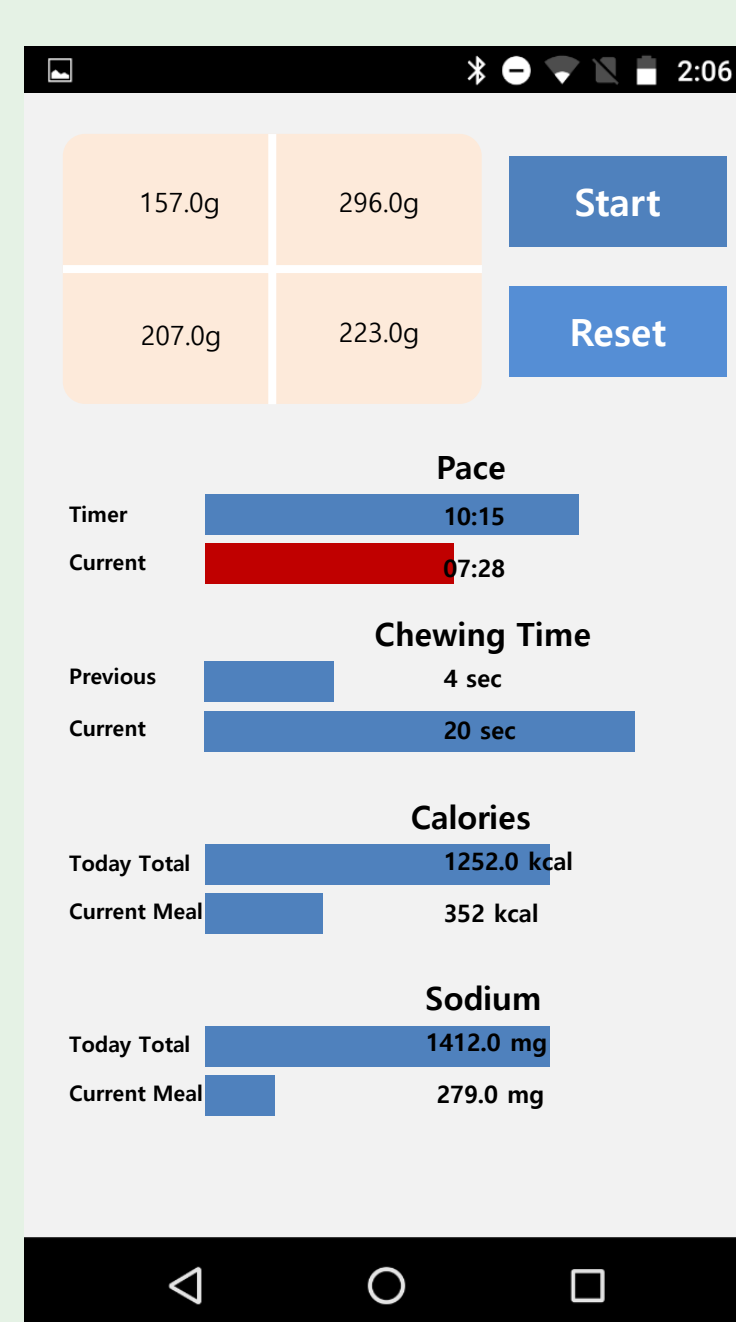 2:06
157.0g 296.0g Start
207.0g 223.0g Reset
Pace
Timer 10:15
Current 07:28
Chewing Time
Previous 4 sec
Current 20 sec
Calories
Today Total 1252.0 kcal
Current Meal 352 kcal
Sodium
Today Total 1412.0 mg
Current Meal 279.0 mg